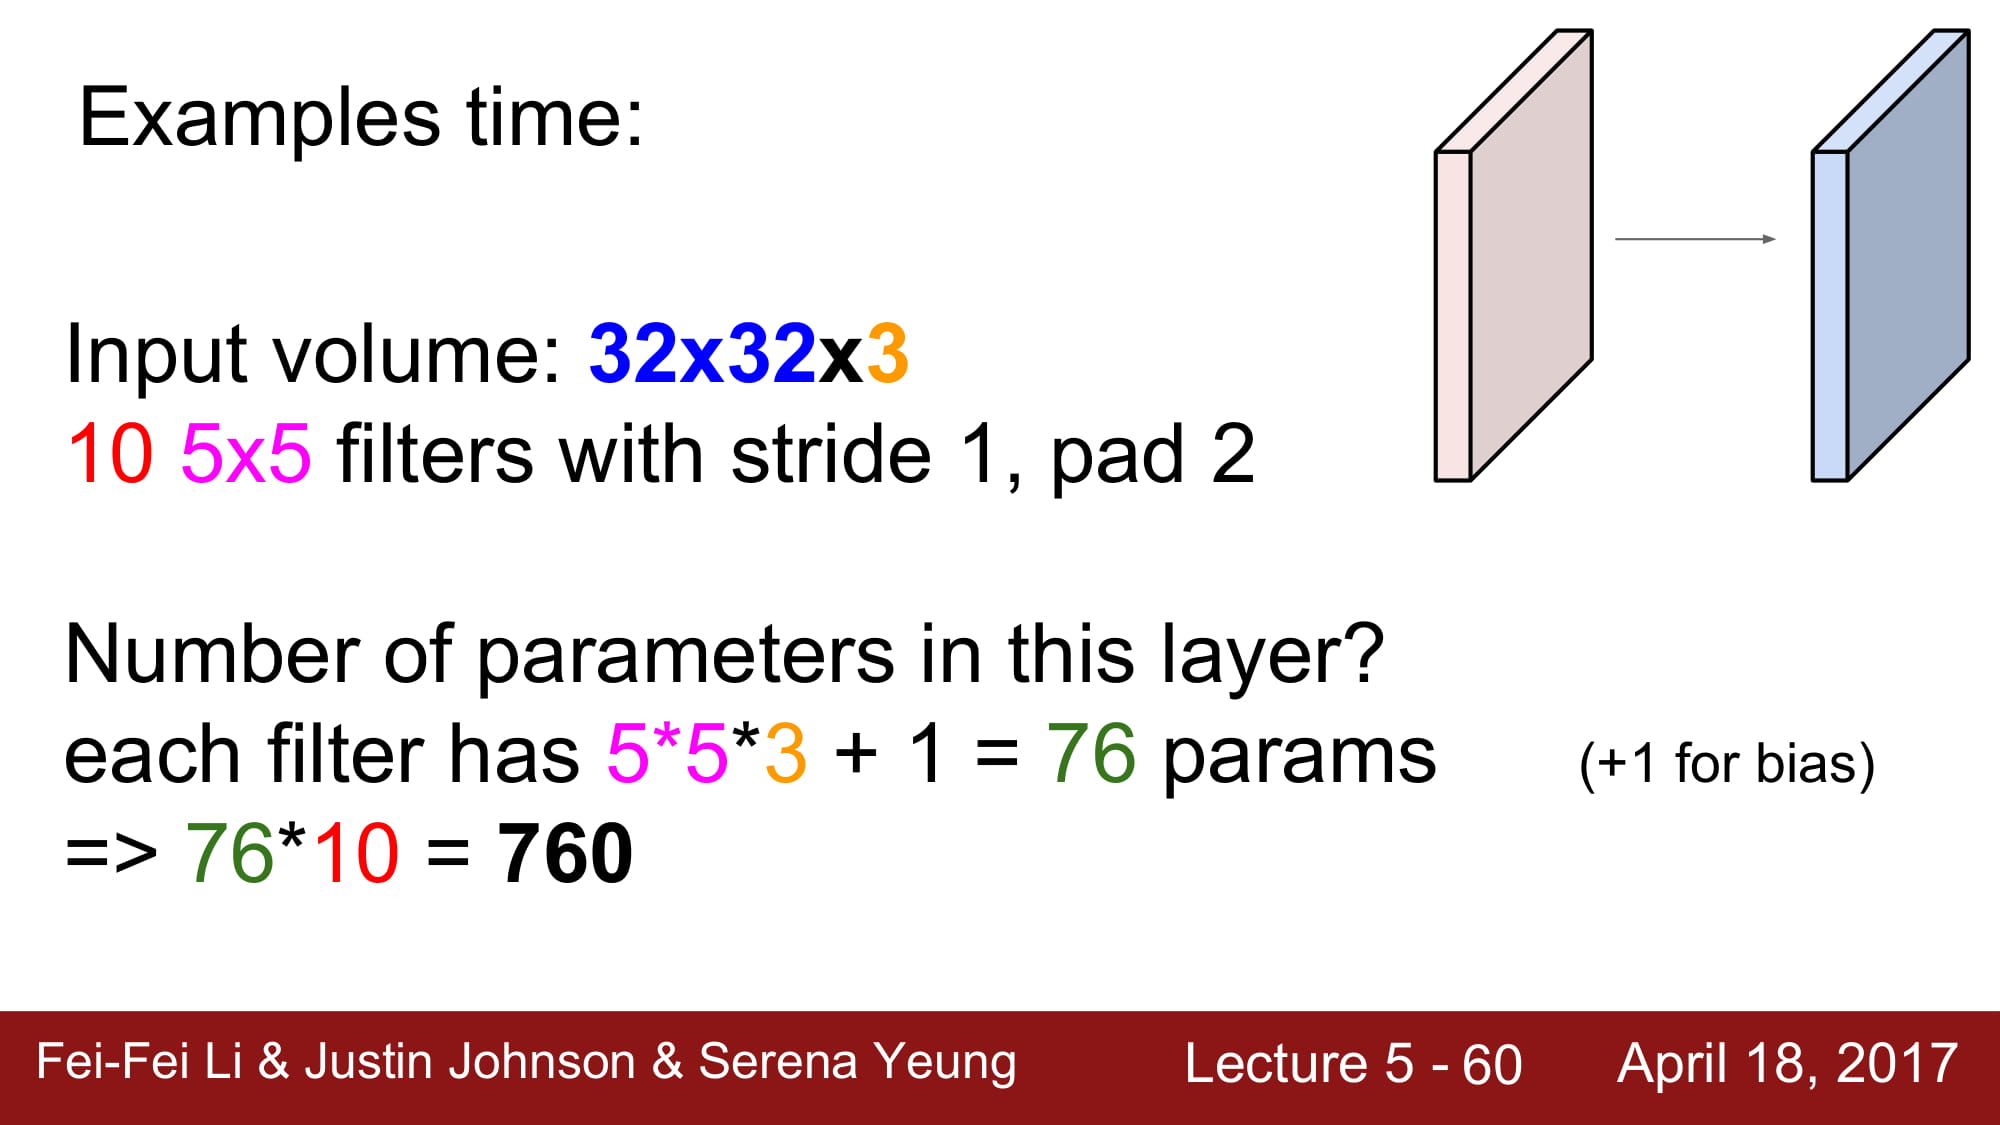 Examples time:
Input volume: 32x32x3
10 5x5 filters with stride 1, pad 2
Number of parameters in this layer?
each filter has 5*5*3 + 1 = 76 params (+1 for bias)
=> 76*10 = 760
Fei-Fei Li & Justin Johnson & Serena Yeung Lecture 5 - 60 April 18, 2017